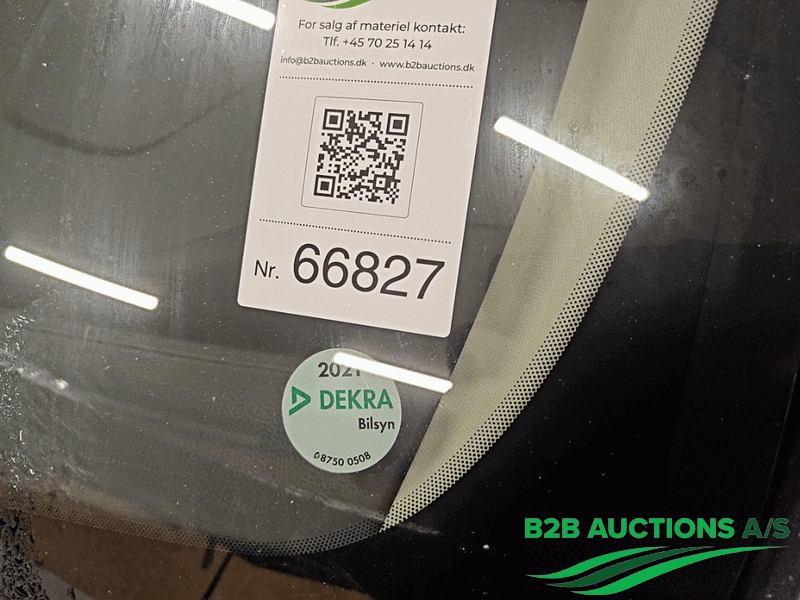 For salg af materiel kontakt:
Tlf. +45 70 25 14 14
info@b2bauctions.dk · www.b2bauctions.dk
Nr. 66827
2021
DEKRA
Bilsyn
8750 0508
B2B AUCTIONS A/S